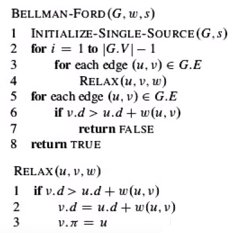 BELLMAN-FORD(G, w, s)
1 INITIALIZE-SINGLE-SOURCE(G, s)
2 for i = 1 to |G.V| − 1
3 for each edge (u, v) ∈ G.E
4 RELAX(u, v, w)
5 for each edge (u, v) ∈ G.E
6 if v.d > u.d + w(u, v)
7 return FALSE
8 return TRUE
RELAX(u, v, w)
1 if v.d > u.d + w(u, v)
2 v.d = u.d + w(u, v)
3 v.π = u